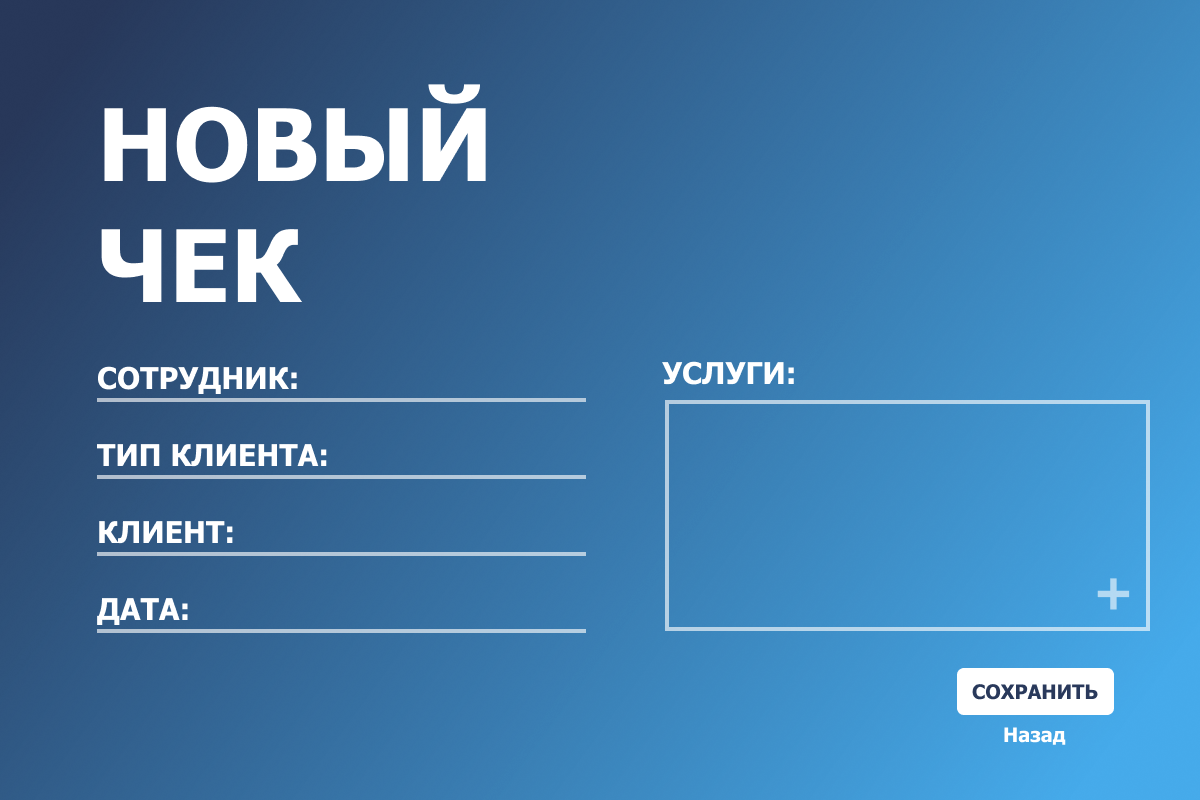 НОВЫЙ
ЧЕК
СОТРУДНИК:
ТИП КЛИЕНТА:
КЛИЕНТ:
ДАТА:
УСЛУГИ:
+
СОХРАНИТЬ
Назад